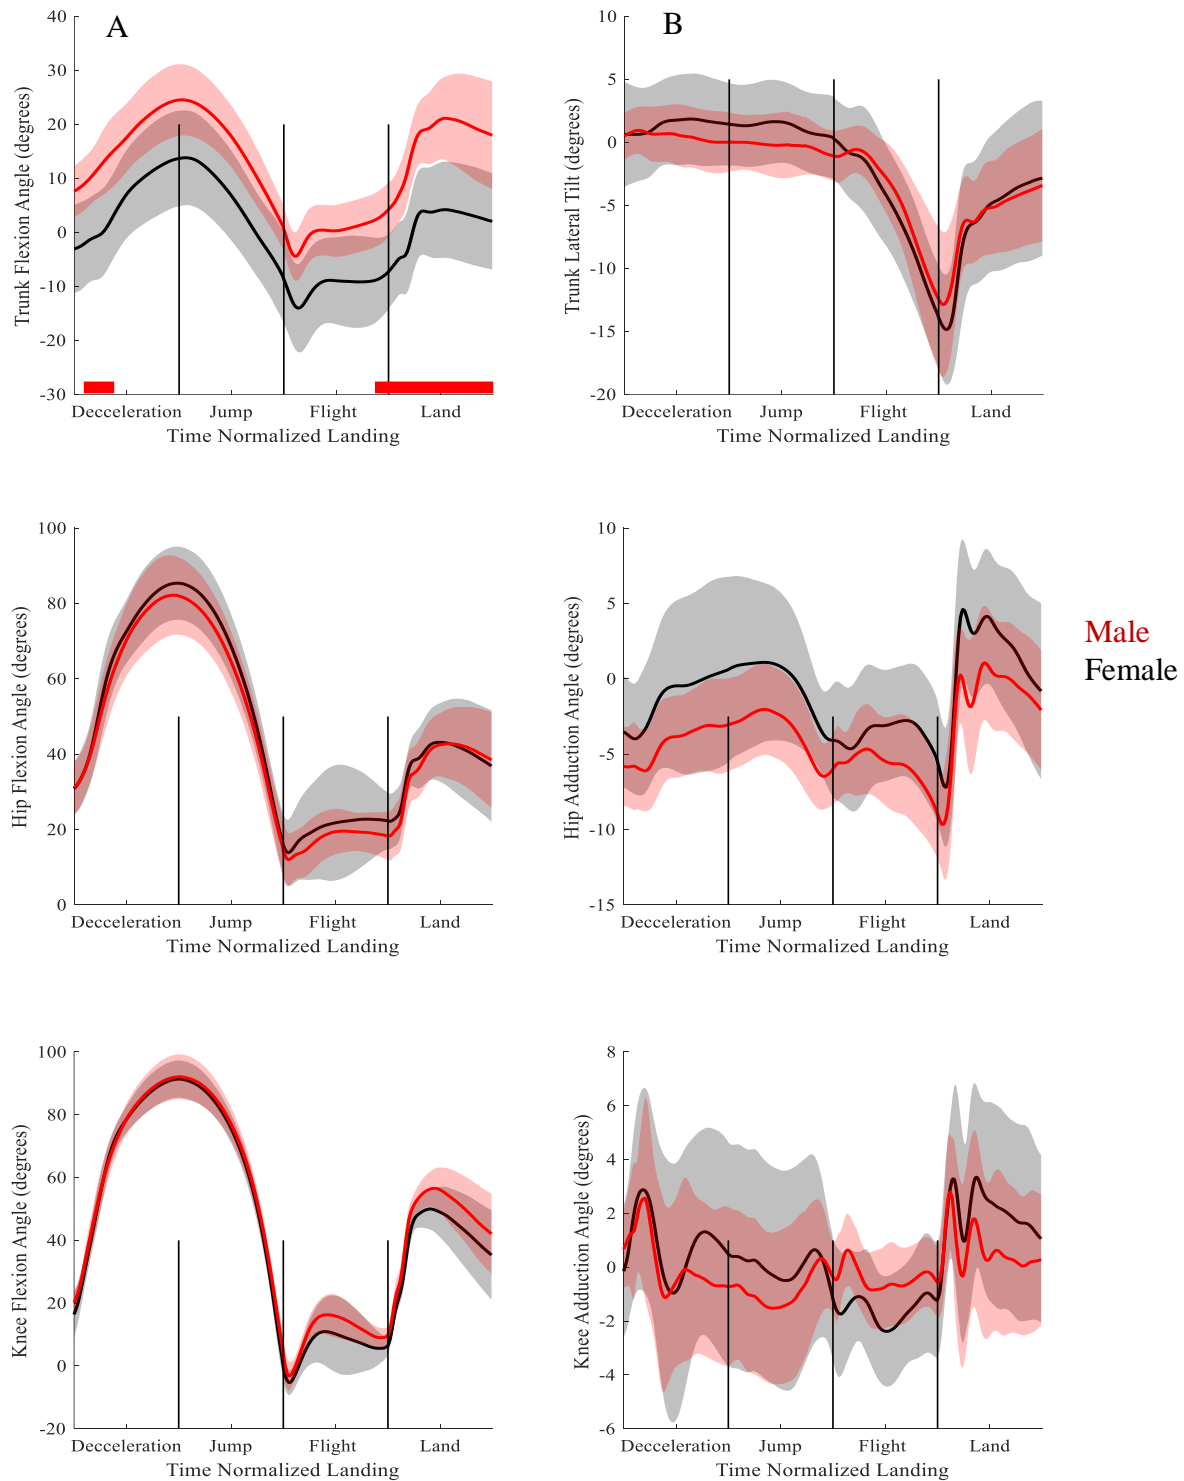 A
40
30
20
10
0
-10
-20
-30
Trunk Flexion Angle (degrees)
Decceleration Jump Flight Land
Time Normalized Landing
B
10
5
0
-5
-10
-15
-20
Trunk Lateral Tilt (degrees)
Decceleration Jump Flight Land
Time Normalized Landing
100
80
60
40
20
0
Hip Flexion Angle (degrees)
Decceleration Jump Flight Land
Time Normalized Landing
10
5
0
-5
-10
-15
Hip Adduction Angle (degrees)
Decceleration Jump Flight Land
Time Normalized Landing
Male
Female
100
80
60
40
20
0
-20
Knee Flexion Angle (degrees)
Decceleration Jump Flight Land
Time Normalized Landing
8
6
4
2
0
-2
-4
-6
Knee Adduction Angle (degrees)
Decceleration Jump Flight Land
Time Normalized Landing